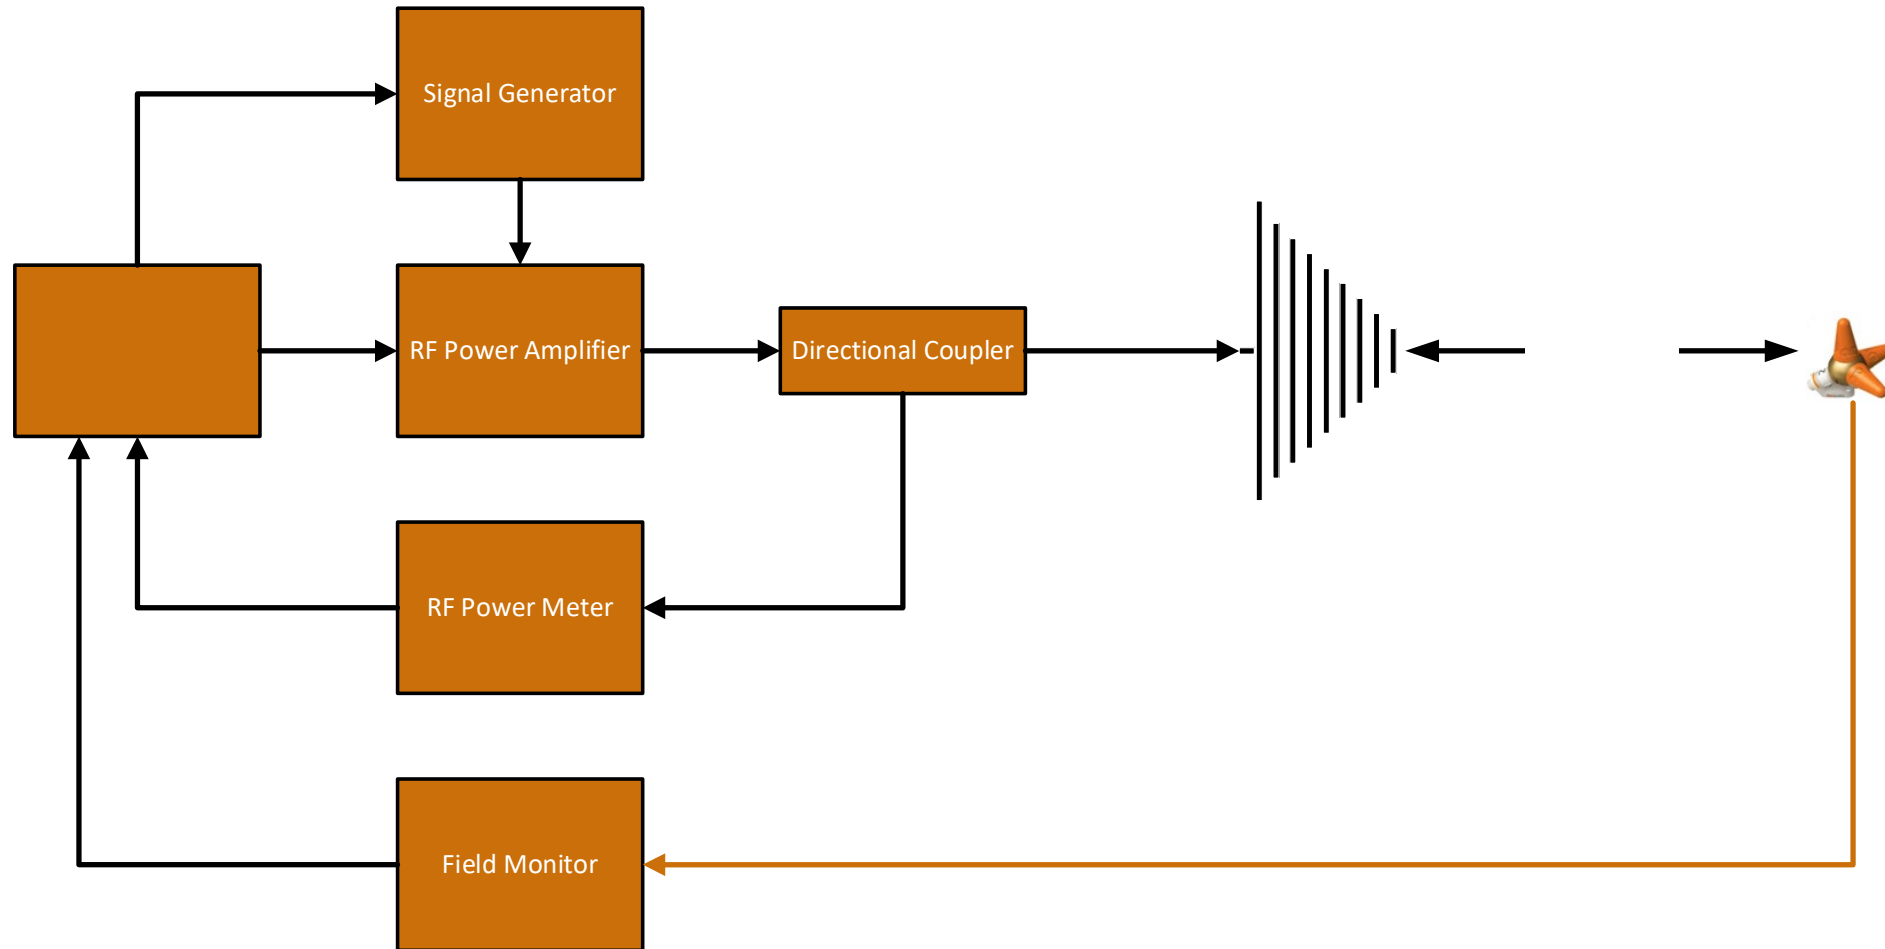 Signal Generator
RF Power Amplifier
Directional Coupler
RF Power Meter
Field Monitor